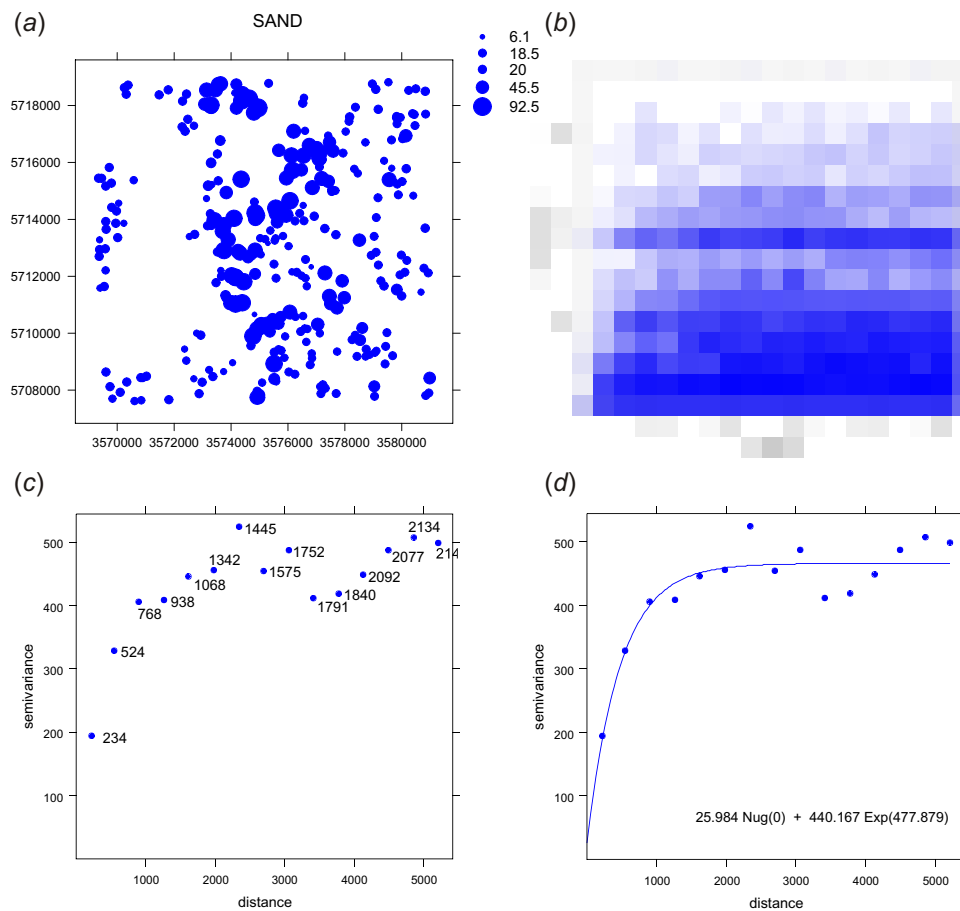 (a)
SAND
6.1
18.5
20
45.5
92.5
5718000
5716000
5714000
5712000
5710000
5708000
3570000 3572000 3574000 3576000 3578000 3580000
(b)
(c)
semivariance
500
400
300
200
100
234
524
768
938
1068
1342
1445
1575
1752
1791
1840
2092
2077
2134
214
1000 2000 3000 4000 5000
distance
(d)
semivariance
500
400
300
200
100
25.984 Nug(0) + 440.167 Exp(477.879)
1000 2000 3000 4000 5000
distance